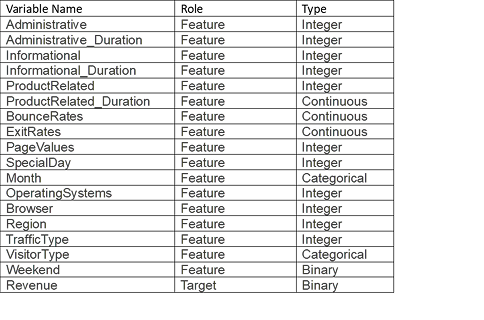 Variable Name Role Type
Administrative Feature Integer
Administrative_Duration Feature Integer
Informational Feature Integer
Informational_Duration Feature Integer
ProductRelated Feature Integer
ProductRelated_Duration Feature Continuous
BounceRates Feature Continuous
ExitRates Feature Continuous
PageValues Feature Integer
SpecialDay Feature Integer
Month Feature Categorical
OperatingSystems Feature Integer
Browser Feature Integer
Region Feature Integer
TrafficType Feature Integer
VisitorType Feature Categorical
Weekend Feature Binary
Revenue Target Binary